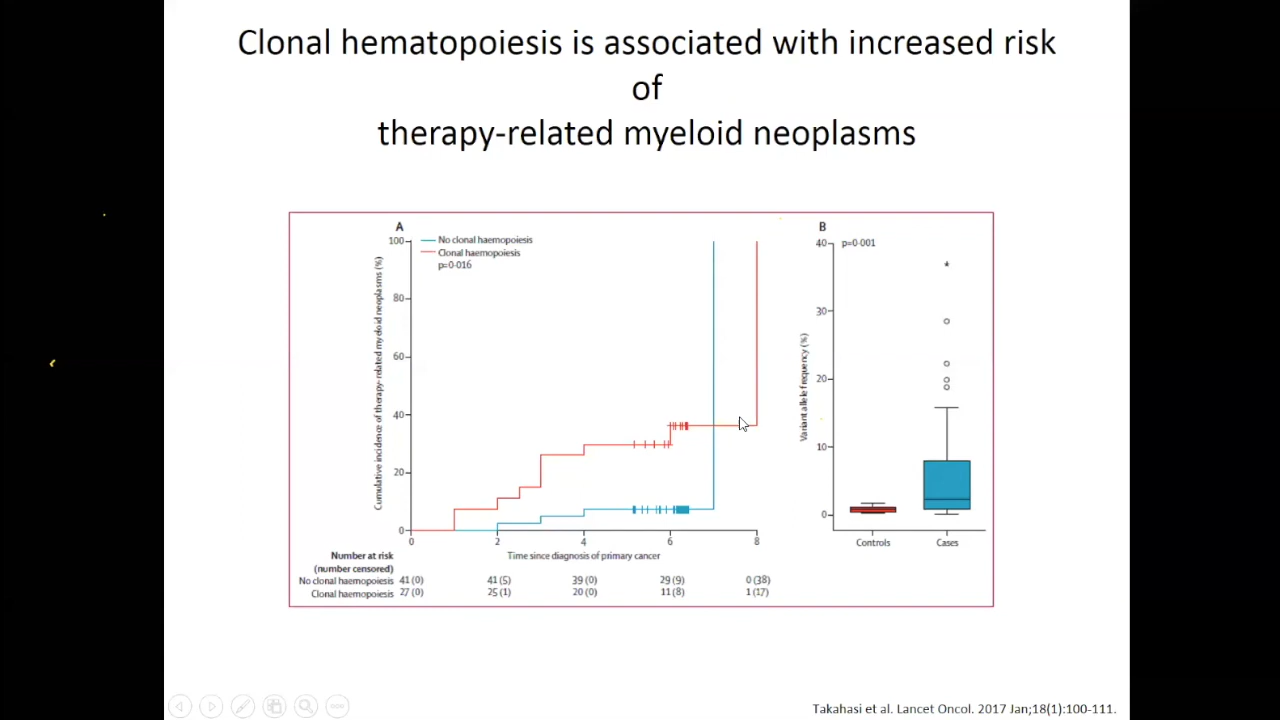 Clonal hematopoiesis is associated with increased risk
of
therapy-related myeloid neoplasms
A
No clonal haemopoiesis
Clonal haemopoiesis
p=0·016
Cumulative incidence of therapy-related myeloid neoplasms (%)
100
80
60
40
20
0
0 2 4 6 8
Time since diagnosis of primary cancer
Number at risk
(number censored)
No clonal haemopoiesis 41 (0) 41 (5) 39 (0) 29 (9) 0 (38)
Clonal haemopoiesis 27 (0) 25 (1) 20 (0) 11 (8) 1 (17)
B
p=0·001
Variant allele frequency (%)
40
30
20
10
0
*
Controls Cases
Takahasi et al. Lancet Oncol. 2017 Jan;18(1):100-111.